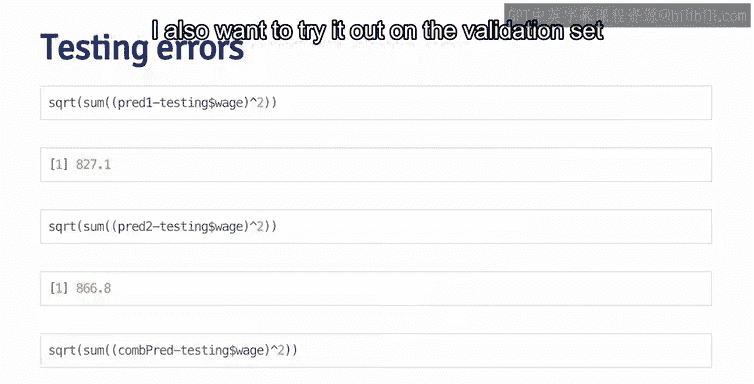 I also want to try it out on the validation set
Testing errors
sqrt(sum((pred1-testing$wage)^2))
[1] 827.1
sqrt(sum((pred2-testing$wage)^2))
[1] 866.8
sqrt(sum((combPred-testing$wage)^2))